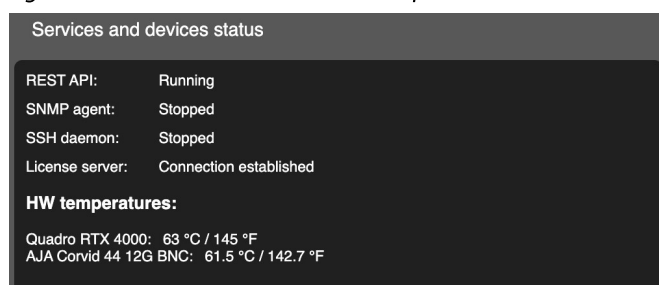 Services and devices status
REST API: Running
SNMP agent: Stopped
SSH daemon: Stopped
License server: Connection established
HW temperatures:
Quadro RTX 4000: 63 °C / 145 °F
AJA Corvid 44 12G BNC: 61.5 °C / 142.7 °F